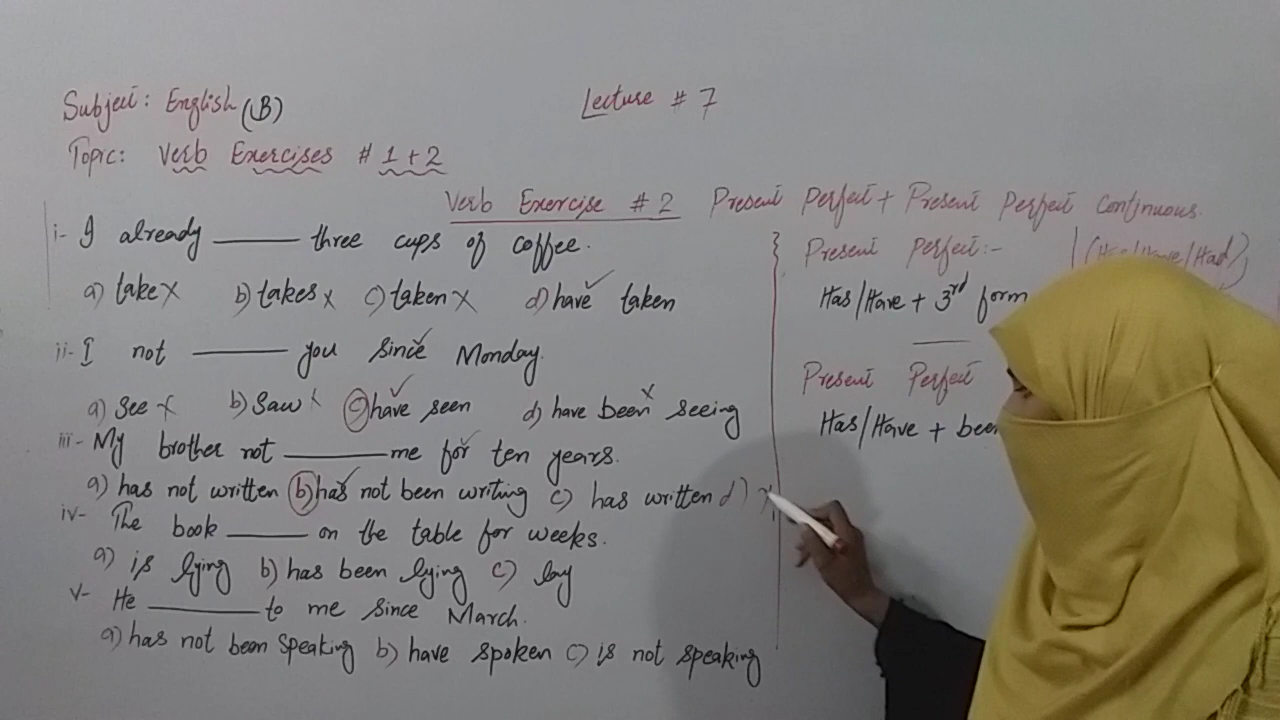 Subject: English (B)
Lecture # 7
Topic: Verb Exercises # 1 + 2
Verb Exercise # 2 Present Perfect + Present Perfect Continuous.
i- I already ______ three cups of coffee.
a) take x b) takes x c) taken x d) have taken
ii- I not ______ you since Monday.
a) See x b) Saw x c) have seen d) have been x seeing
iii- My brother not ______ me for ten years.
a) has not written b) has not been writing c) has written d)
iv- The book ______ on the table for weeks.
a) is lying b) has been lying c) lay
v- He ______ to me since March.
a) has not been Speaking b) have spoken c) is not speaking
Present Perfect:- (Has/Have/Had)
Has/Have + 3rd form
Present Perfect
Has/Have + been